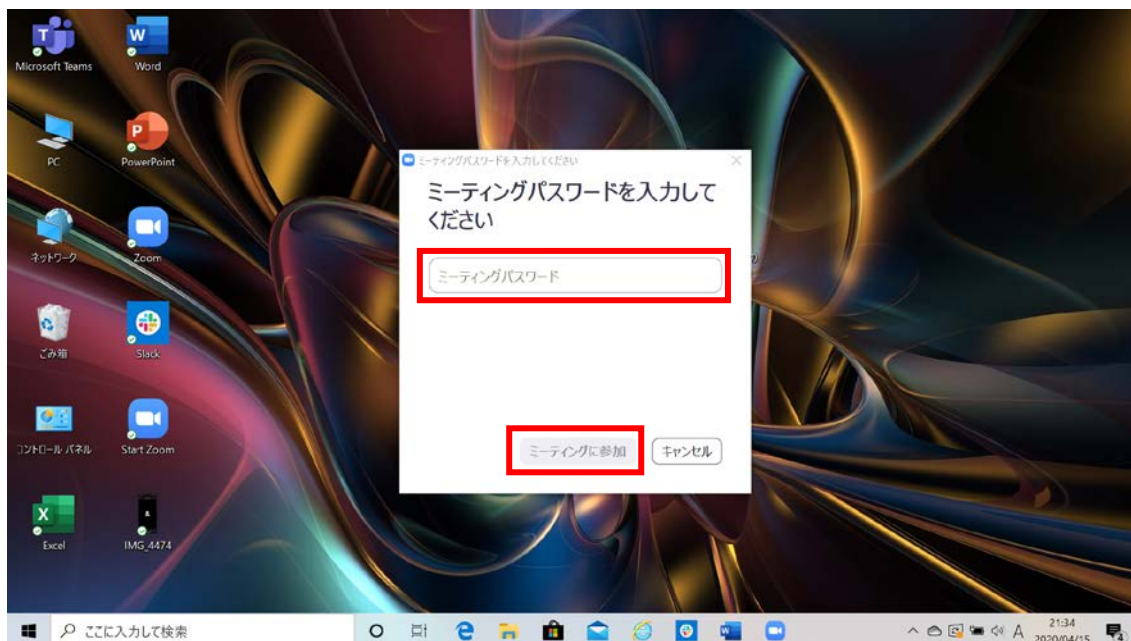 Microsoft Teams
Word
PC
PowerPoint
ネットワーク
Zoom
ごみ箱
Slack
コントロール パネル
Start Zoom
Excel
IMG_4474
ミーティングパスワードを入力してください
ミーティングパスワードを入力して
ください
ミーティングパスワード
ミーティングに参加
キャンセル
ここに入力して検索
A
21:34
2020/04/15